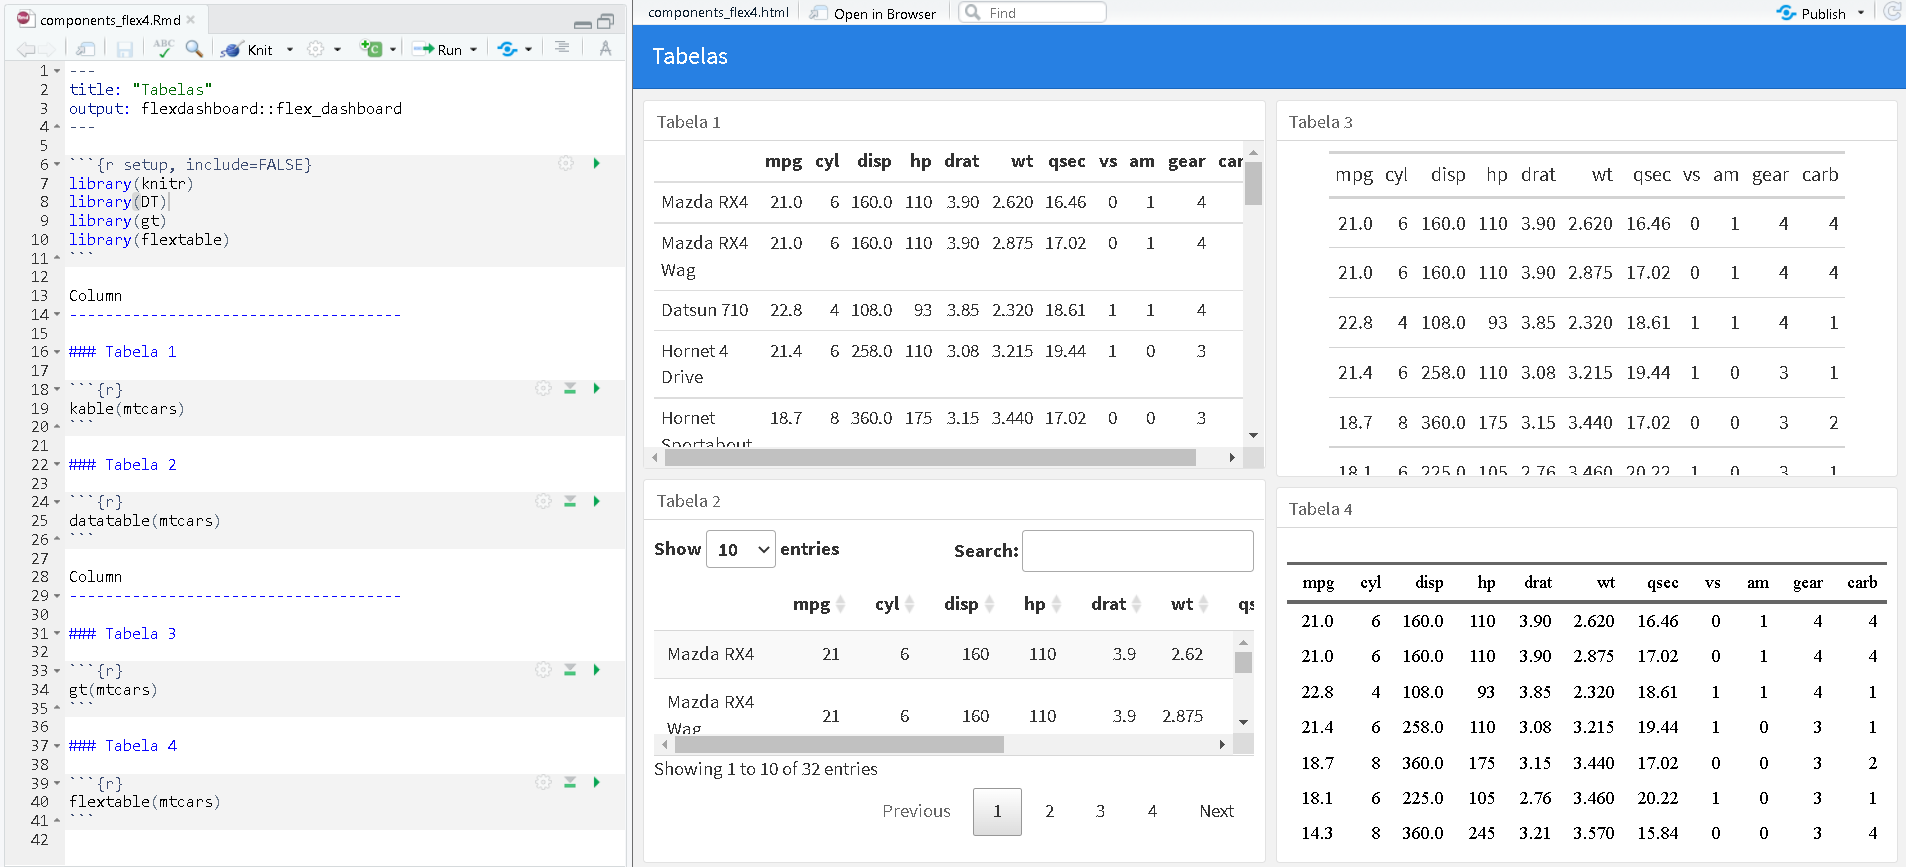 components_flex4.Rmd
ABC Knit Run
1 ---
2 title: "Tabelas"
3 output: flexdashboard::flex_dashboard
4 ---
5
6 ```{r setup, include=FALSE}
7 library(knitr)
8 library(DT)
9 library(gt)
10 library(flextable)
11 ```
12
13 Column
14 -------------------------------------
15
16 ### Tabela 1
17
18 ```{r}
19 kable(mtcars)
20 ```
21
22 ### Tabela 2
23
24 ```{r}
25 datatable(mtcars)
26 ```
27
28 Column
29 -------------------------------------
30
31 ### Tabela 3
32
33 ```{r}
34 gt(mtcars)
35 ```
36
37 ### Tabela 4
38
39 ```{r}
40 flextable(mtcars)
41 ```
42
components_flex4.html Open in Browser Find Publish
Tabelas
Tabela 1
mpg cyl disp hp drat wt qsec vs am gear car
Mazda RX4 21.0 6 160.0 110 3.90 2.620 16.46 0 1 4
Mazda RX4 21.0 6 160.0 110 3.90 2.875 17.02 0 1 4
Wag
Datsun 710 22.8 4 108.0 93 3.85 2.320 18.61 1 1 4
Hornet 4 21.4 6 258.0 110 3.08 3.215 19.44 1 0 3
Drive
Hornet 18.7 8 360.0 175 3.15 3.440 17.02 0 0 3
Sportabout
Tabela 2
Show 10 entries Search:
mpg cyl disp hp drat wt qs
Mazda RX4 21 6 160 110 3.9 2.62
Mazda RX4
Wag 21 6 160 110 3.9 2.875
Showing 1 to 10 of 32 entries
Previous 1 2 3 4 Next
Tabela 3
mpg cyl disp hp drat wt qsec vs am gear carb
21.0 6 160.0 110 3.90 2.620 16.46 0 1 4 4
21.0 6 160.0 110 3.90 2.875 17.02 0 1 4 4
22.8 4 108.0 93 3.85 2.320 18.61 1 1 4 1
21.4 6 258.0 110 3.08 3.215 19.44 1 0 3 1
18.7 8 360.0 175 3.15 3.440 17.02 0 0 3 2
18.1 6 225.0 105 2.76 3.460 20.22 1 0 3 1
Tabela 4
mpg cyl disp hp drat wt qsec vs am gear carb
21.0 6 160.0 110 3.90 2.620 16.46 0 1 4 4
21.0 6 160.0 110 3.90 2.875 17.02 0 1 4 4
22.8 4 108.0 93 3.85 2.320 18.61 1 1 4 1
21.4 6 258.0 110 3.08 3.215 19.44 1 0 3 1
18.7 8 360.0 175 3.15 3.440 17.02 0 0 3 2
18.1 6 225.0 105 2.76 3.460 20.22 1 0 3 1
14.3 8 360.0 245 3.21 3.570 15.84 0 0 3 4